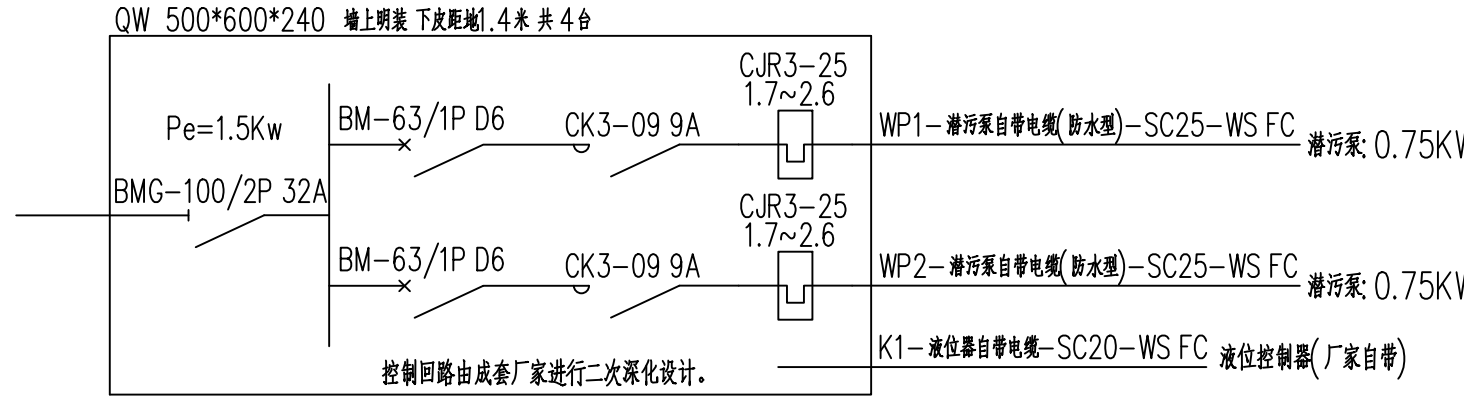 QW 500*600*240 墙上明装 下皮距地1.4米 共4台
CJR3-25
1.7~2.6
Pe=1.5Kw
BM-63/1P D6
CK3-09 9A
WP1-潜污泵自带电缆(防水型)-SC25-WS FC
潜污泵: 0.75KW
BMG-100/2P 32A
CJR3-25
1.7~2.6
BM-63/1P D6
CK3-09 9A
WP2-潜污泵自带电缆(防水型)-SC25-WS FC
潜污泵: 0.75KW
K1-液位器自带电缆-SC20-WS FC
液位控制器(厂家自带)
控制回路由成套厂家进行二次深化设计。